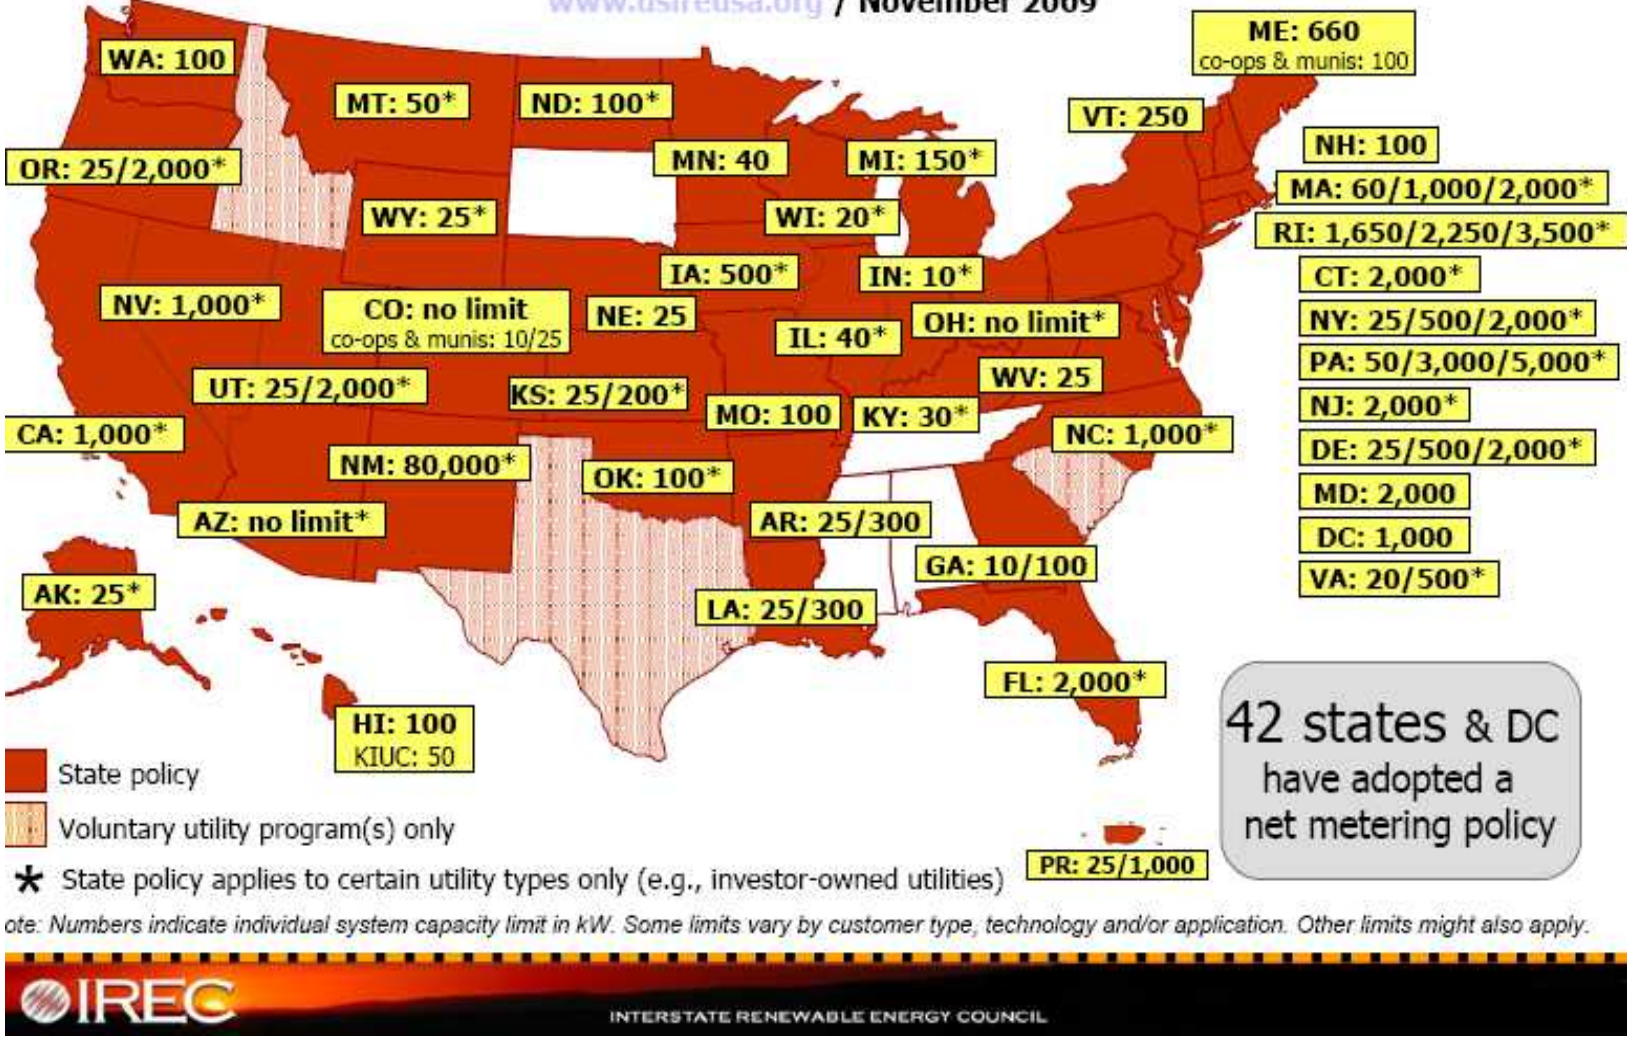 www.dsireusa.org / November 2009
ME: 660
co-ops & munis: 100
WA: 100
MT: 50*
ND: 100*
VT: 250
NH: 100
OR: 25/2,000*
MN: 40
MI: 150*
MA: 60/1,000/2,000*
WY: 25*
WI: 20*
RI: 1,650/2,250/3,500*
IA: 500*
IN: 10*
CT: 2,000*
NV: 1,000*
CO: no limit
co-ops & munis: 10/25
NE: 25
OH: no limit*
NY: 25/500/2,000*
IL: 40*
PA: 50/3,000/5,000*
UT: 25/2,000*
KS: 25/200*
WV: 25
NJ: 2,000*
MO: 100
KY: 30*
CA: 1,000*
NC: 1,000*
DE: 25/500/2,000*
NM: 80,000*
OK: 100*
MD: 2,000
AZ: no limit*
AR: 25/300
DC: 1,000
GA: 10/100
VA: 20/500*
AK: 25*
LA: 25/300
FL: 2,000*
HI: 100
KIUC: 50
42 states & DC
have adopted a
net metering policy
State policy
Voluntary utility program(s) only
PR: 25/1,000
* State policy applies to certain utility types only (e.g., investor-owned utilities)
ote: Numbers indicate individual system capacity limit in kW. Some limits vary by customer type, technology and/or application. Other limits might also apply.
IREC
INTERSTATE RENEWABLE ENERGY COUNCIL